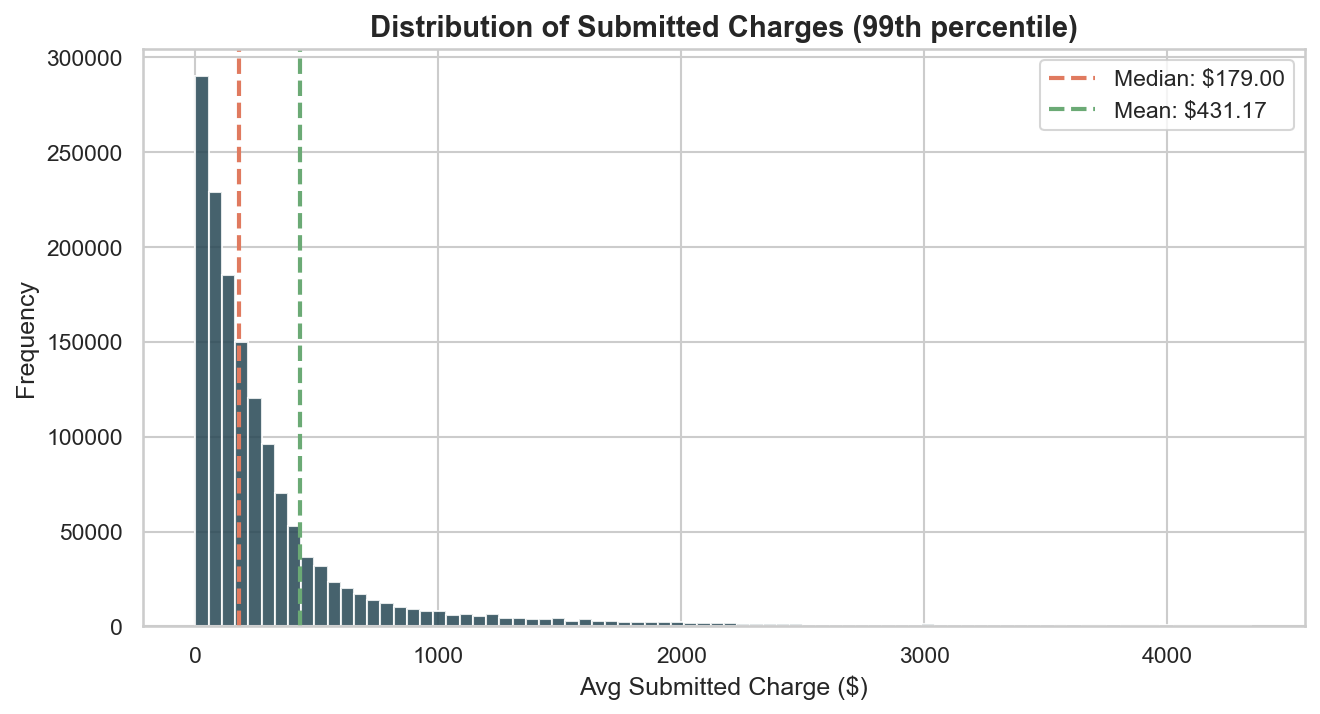 Distribution of Submitted Charges (99th percentile)
300000
250000
200000
150000
100000
50000
0
Frequency
Median: $179.00
Mean: $431.17
0 1000 2000 3000 4000
Avg Submitted Charge ($)